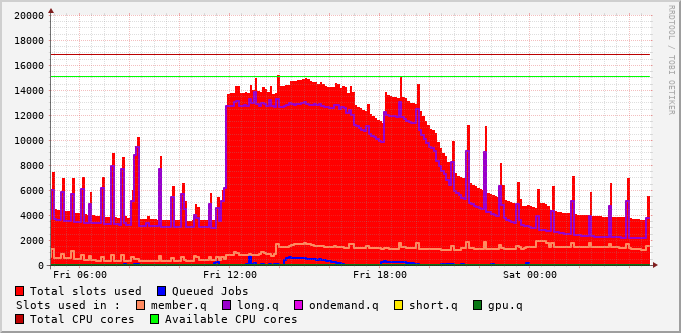 20000
18000
16000
14000
12000
10000
8000
6000
4000
2000
0
Fri 06:00 Fri 12:00 Fri 18:00 Sat 00:00
Total slots used Queued Jobs
Slots used in : member.q long.q ondemand.q short.q gpu.q
Total CPU cores Available CPU cores
RRDTOOL / TOBI OETIKER